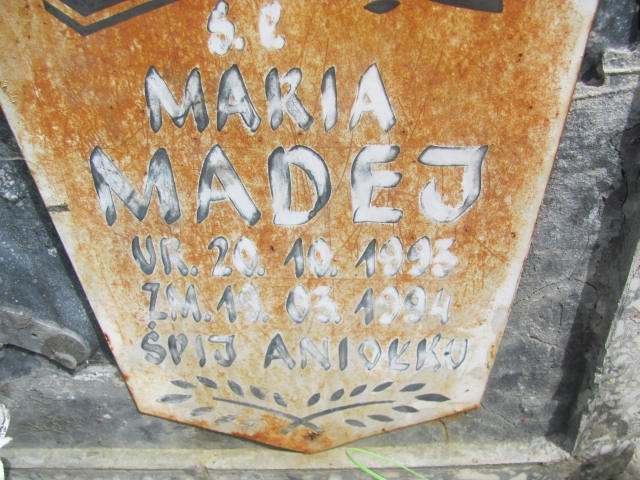 Ś.P.
MARIA
MADEJ
UR. 20. 10. 1993
ZM. 19. 03. 1994
ŚPIJ ANIOŁKU